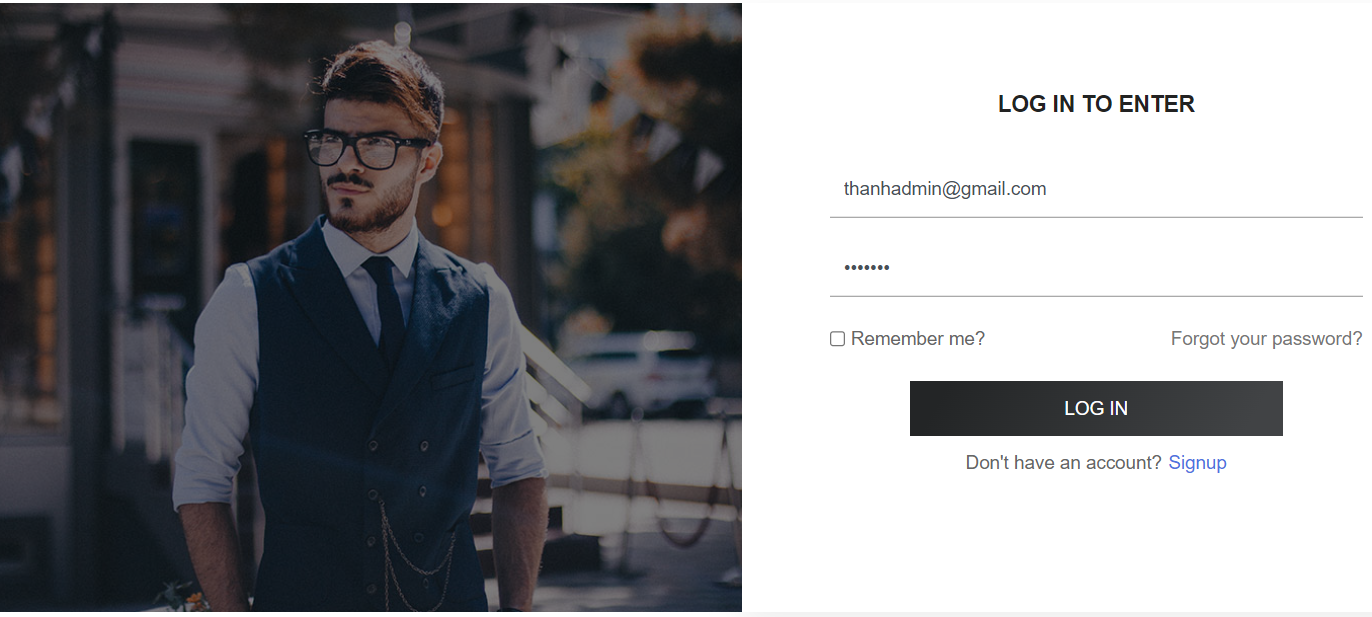 LOG IN TO ENTER
thanhadmin@gmail.com
•••••••
Remember me? Forgot your password?
LOG IN
Don't have an account? Signup